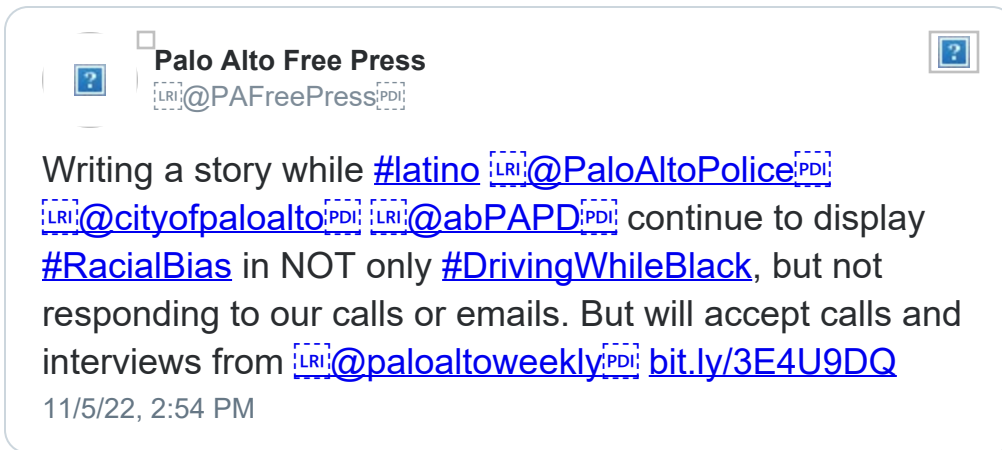 Palo Alto Free Press
@PAFreePress
Writing a story while #latino @PaloAltoPolice
@cityofpaloalto @abPAPD continue to display
#RacialBias in NOT only #DrivingWhileBlack, but not
responding to our calls or emails. But will accept calls and
interviews from @paloaltoweekly bit.ly/3E4U9DQ
11/5/22, 2:54 PM